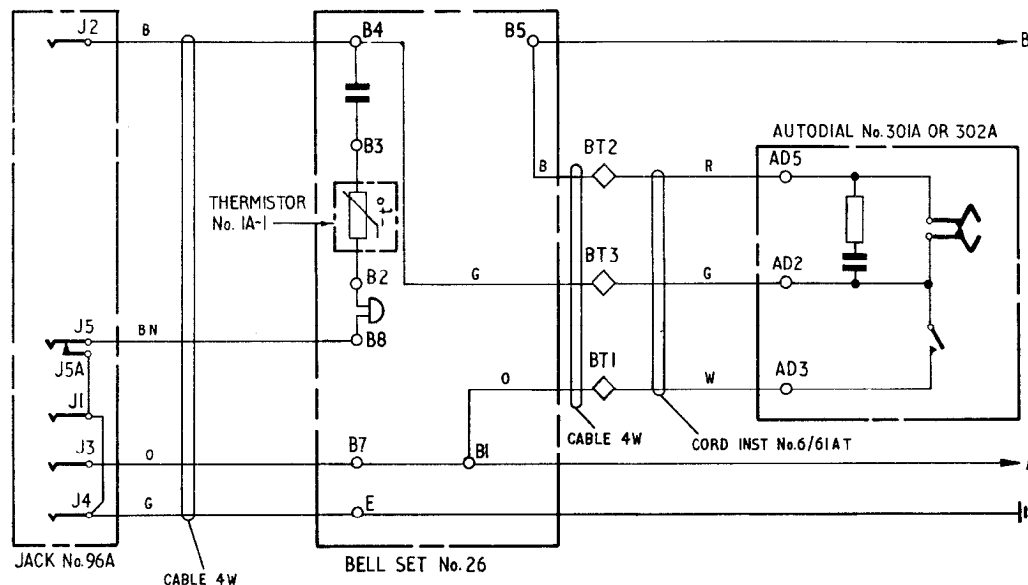 J2
B
B4
B5
B
AUTODIAL No. 301A OR 302A
B3
B
BT2
R
AD5
THERMISTOR
No. 1A-1
-t°
B2
G
BT3
G
AD2
J5
BN
B8
J5A
BT1
AD3
O
W
J1
CABLE 4W
CORD INST No. 6/61AT
J3
O
B7
B1
J4
G
E
JACK No. 96A
CABLE 4W
BELL SET No. 26